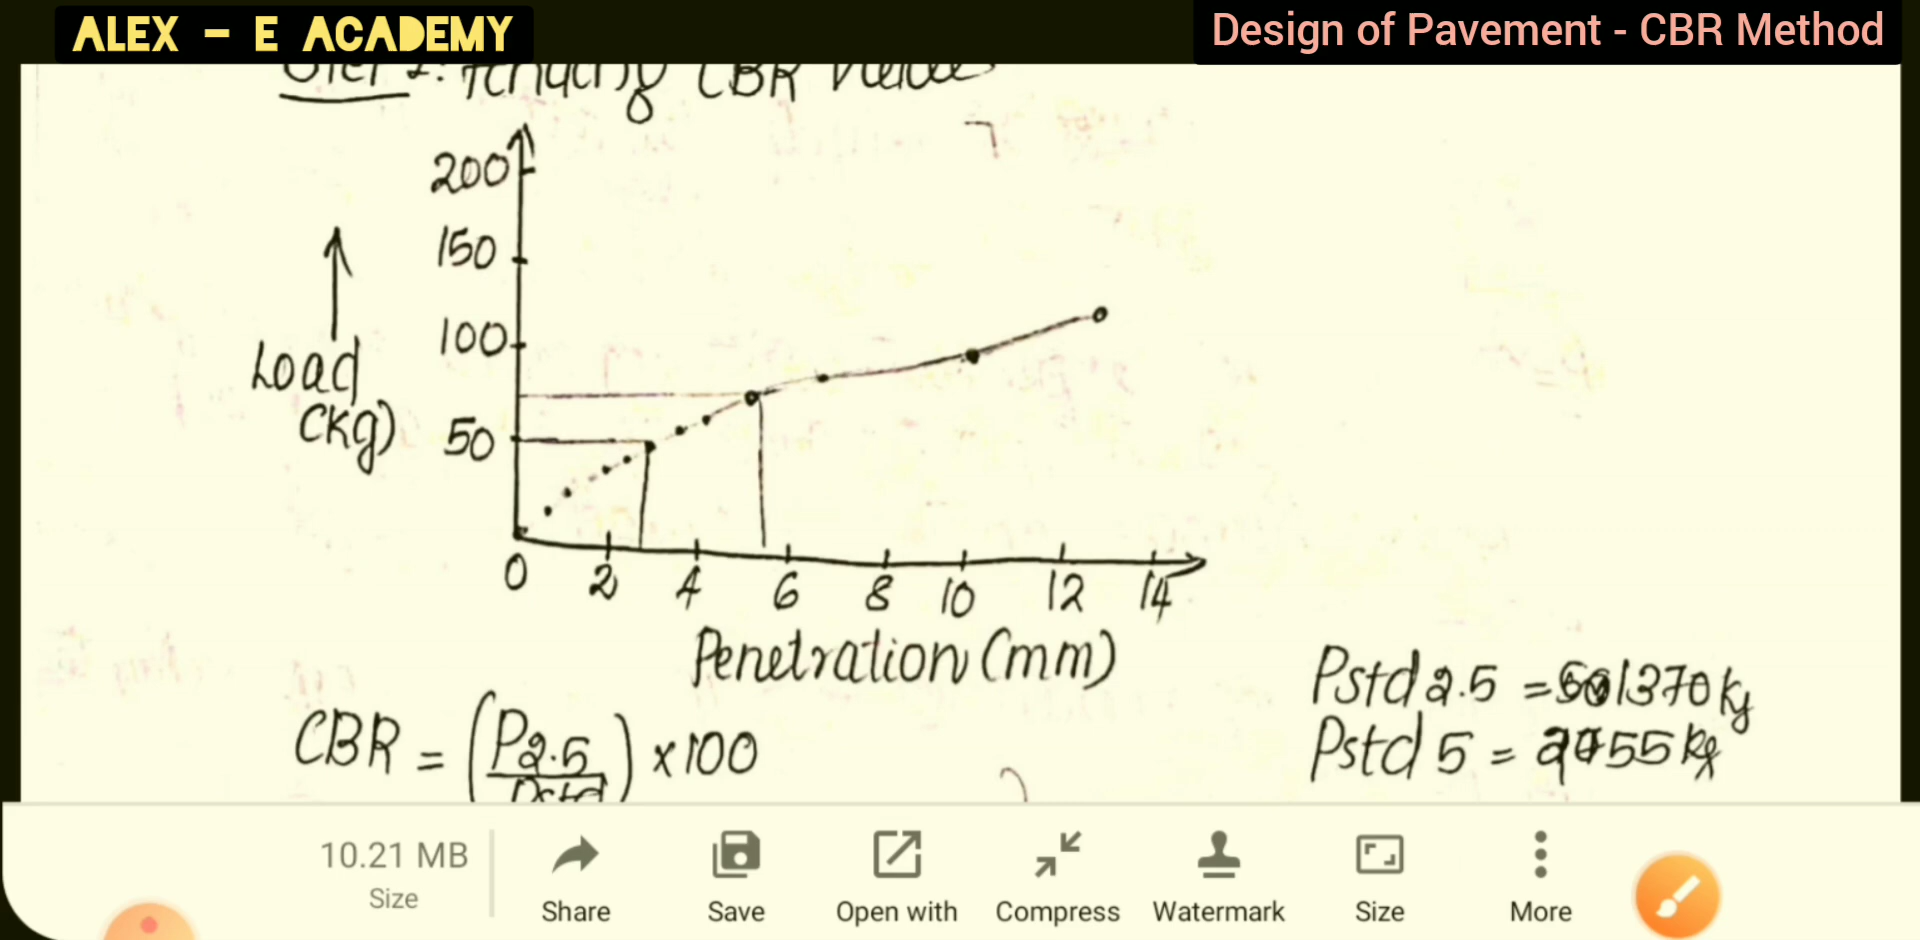 ALEX - E ACADEMY
Design of Pavement - CBR Method
CBR
200
150
100
50
Load
(kg)
0 2 4 6 8 10 12 14
Penetration (mm)
Pstd 2.5 = 1370 kg
Pstd 5 = 2055 kg
CBR = (P2.5 / Pstd) x100
10.21 MB
Size
Share Save Open with Compress Watermark Size More